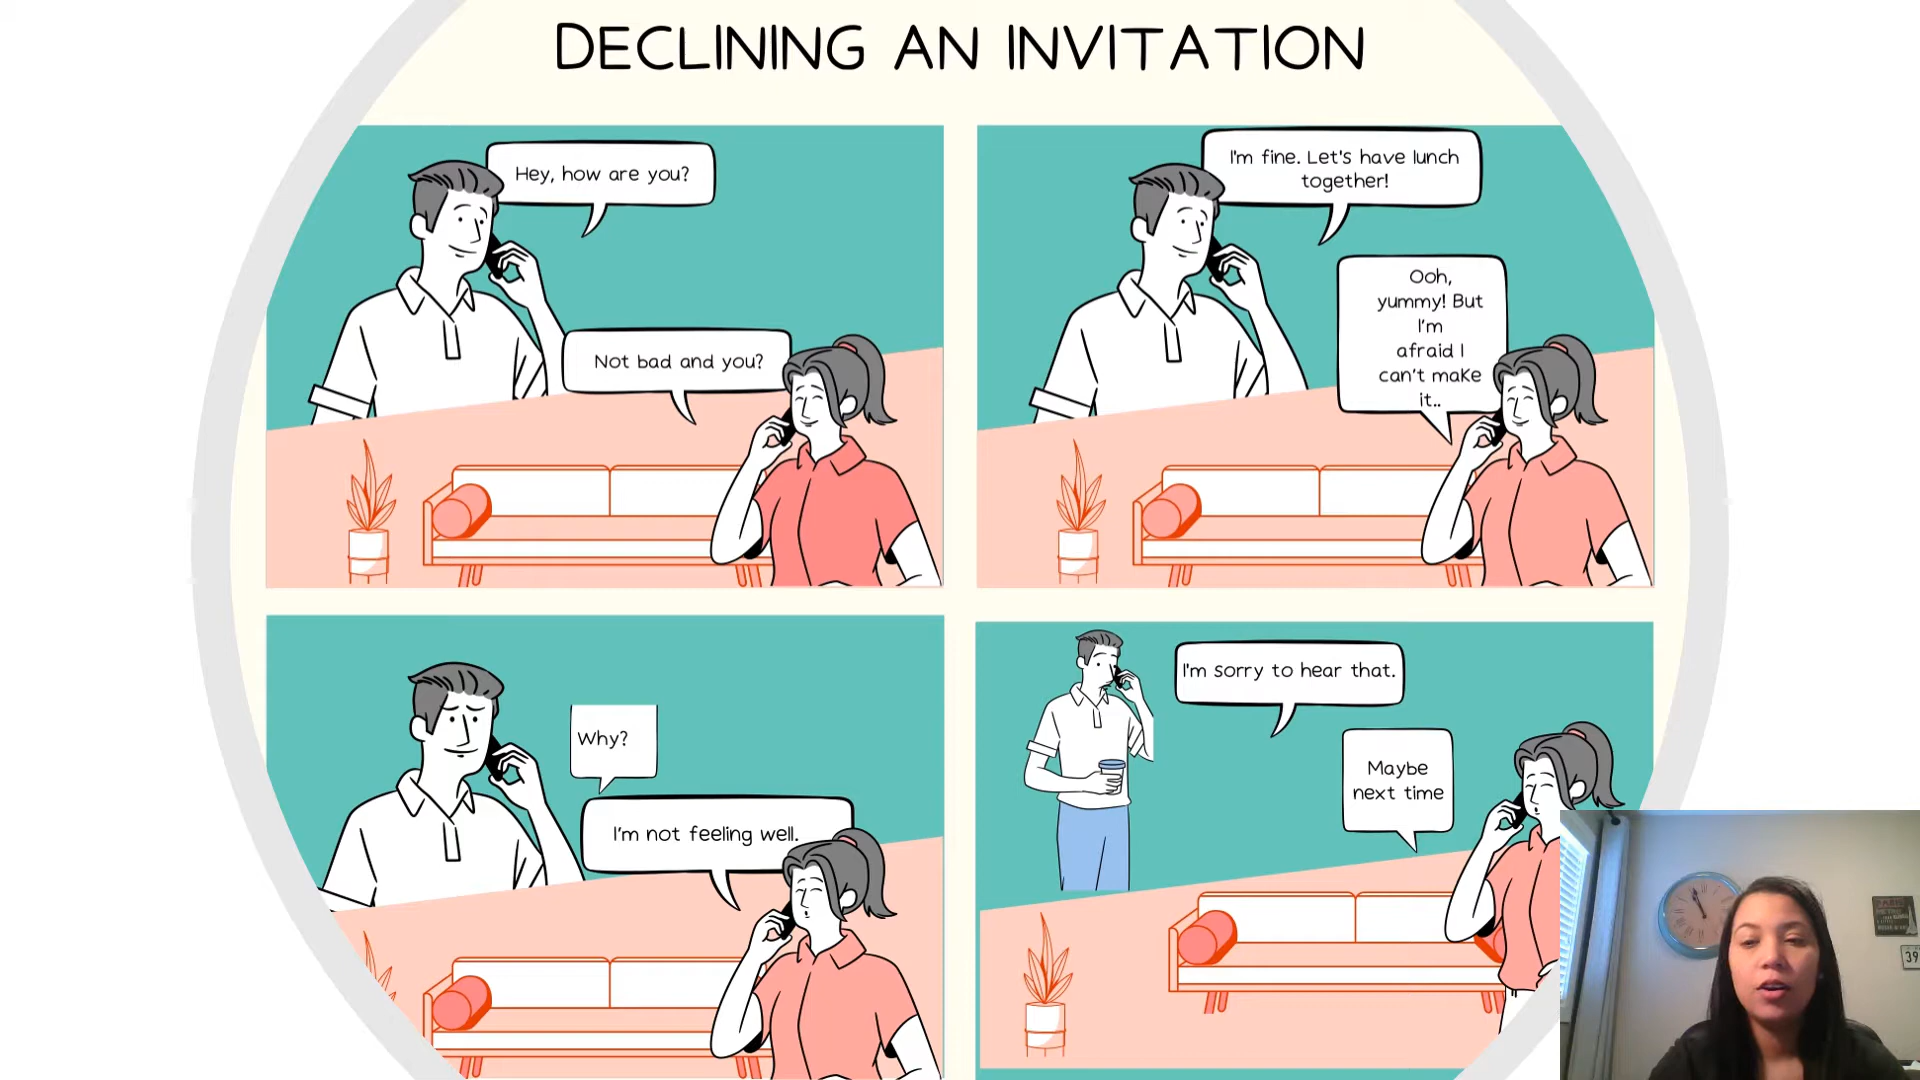 DECLINING AN INVITATION
Hey, how are you?
Not bad and you?
I'm fine. Let's have lunch
together!
Ooh,
yummy! But
I'm
afraid I
can't make
it..
Why?
I'm not feeling well.
I'm sorry to hear that.
Maybe
next time
39